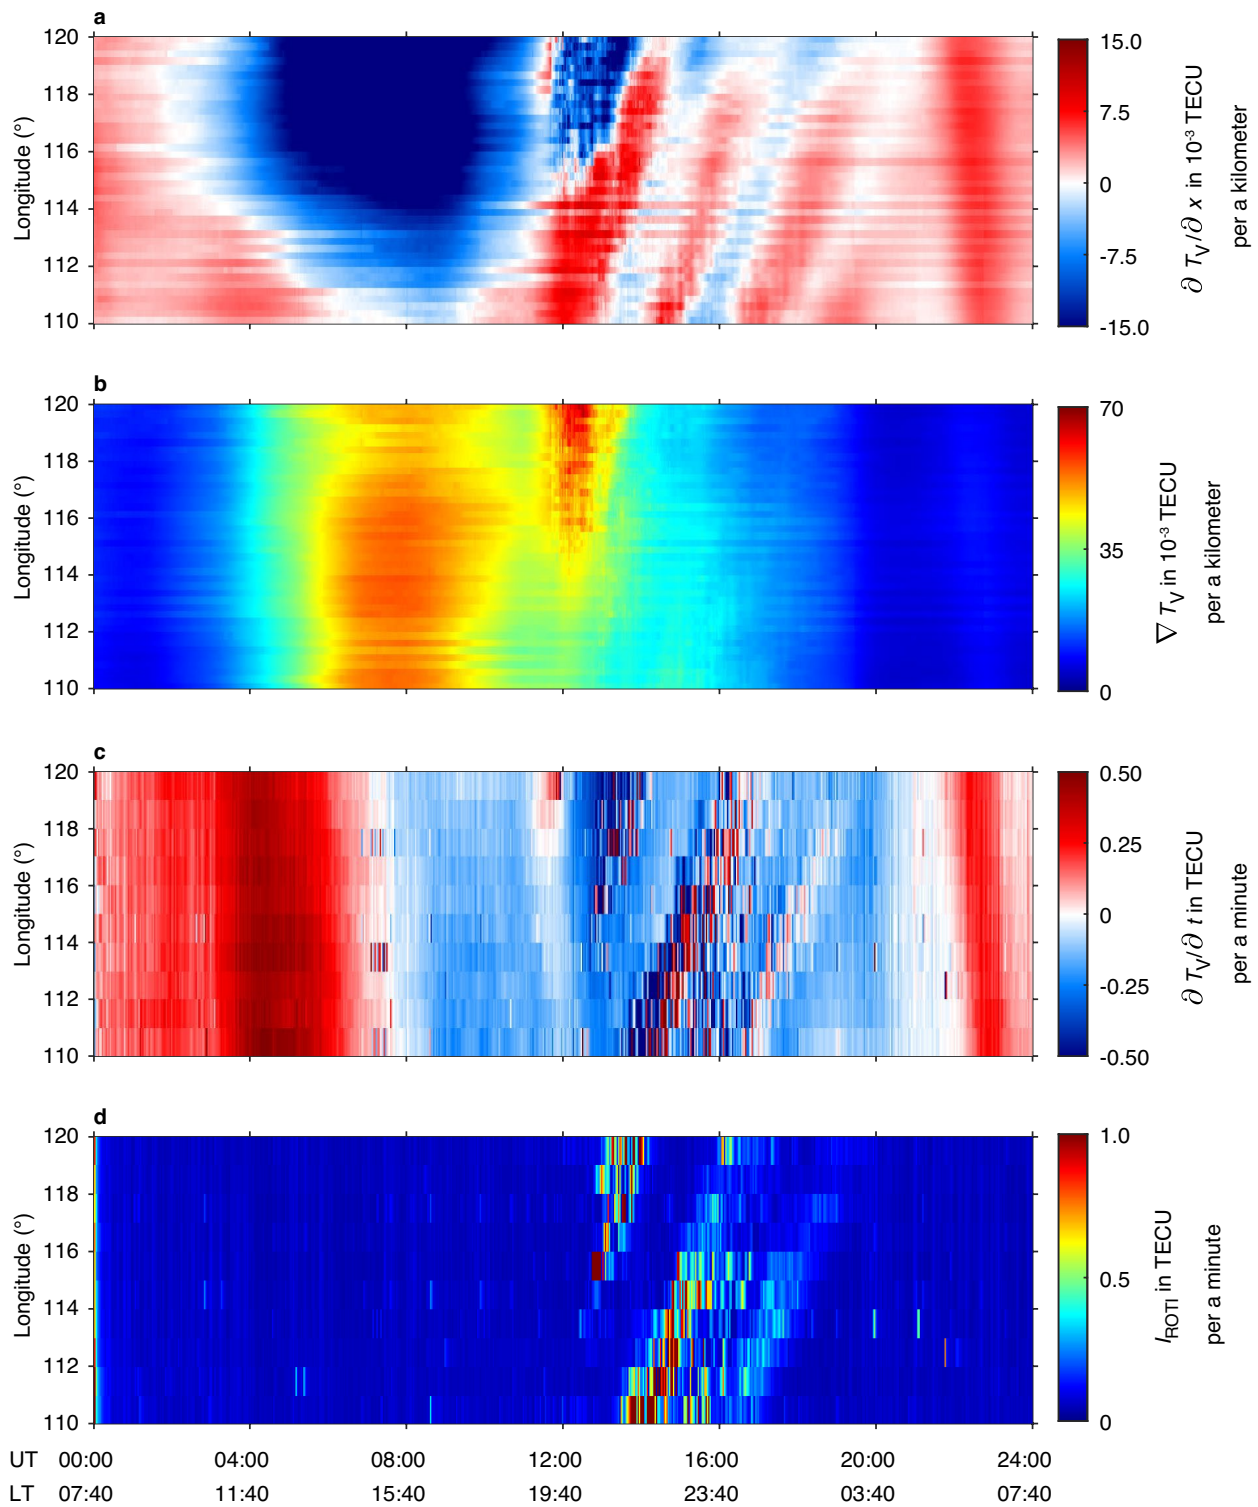 a
120
118
116
114
112
110
Longitude (°)
15.0
7.5
0
-7.5
-15.0
∂ TV/∂ x in 10-3 TECU
per a kilometer
b
120
118
116
114
112
110
Longitude (°)
70
35
0
∇ TV in 10-3 TECU
per a kilometer
c
120
118
116
114
112
110
Longitude (°)
0.50
0.25
0
-0.25
-0.50
∂ TV/∂ t in TECU
per a minute
d
120
118
116
114
112
110
Longitude (°)
1.0
0.5
0
IROTI in TECU
per a minute
UT 00:00 04:00 08:00 12:00 16:00 20:00 24:00
LT 07:40 11:40 15:40 19:40 23:40 03:40 07:40